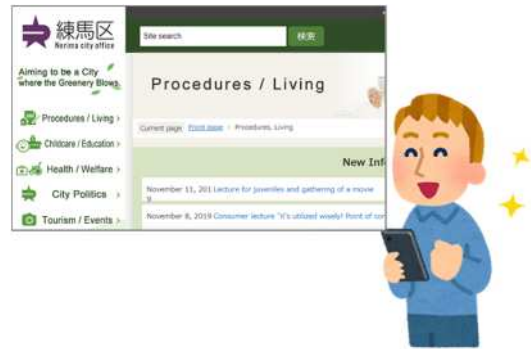 練馬区
Nerima city office
Site search
検索
Aiming to be a City
where the Greenery Blows
Procedures / Living
Procedures / Living
Childcare / Education
Health / Welfare
City Politics
Tourism / Events
Current page Front page / Procedures, Living
New Inf
November 11, 201 Lecture for juveniles and gathering of a movie
9
November 8, 2019 Consumer lecture "it's utilized wisely! Point of con